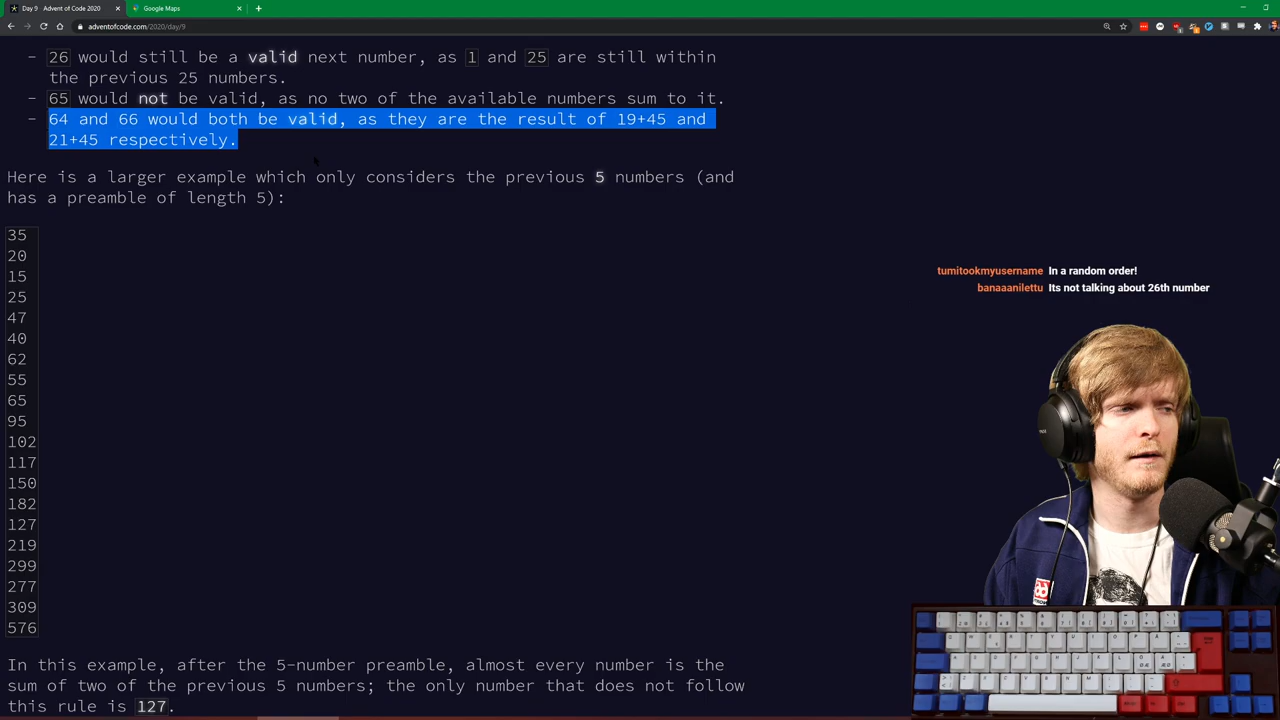 Day 9 - Advent of Code 2020
Google Maps
adventofcode.com/2020/day/9
- 26 would still be a valid next number, as 1 and 25 are still within
the previous 25 numbers.
- 65 would not be valid, as no two of the available numbers sum to it.
- 64 and 66 would both be valid, as they are the result of 19+45 and
21+45 respectively.
Here is a larger example which only considers the previous 5 numbers (and
has a preamble of length 5):
35
20
15
25
47
40
62
55
65
95
102
117
150
182
127
219
299
277
309
576
tumitookmyusername In a random order!
banaaanilettu Its not talking about 26th number
In this example, after the 5-number preamble, almost every number is the
sum of two of the previous 5 numbers; the only number that does not follow
this rule is 127.